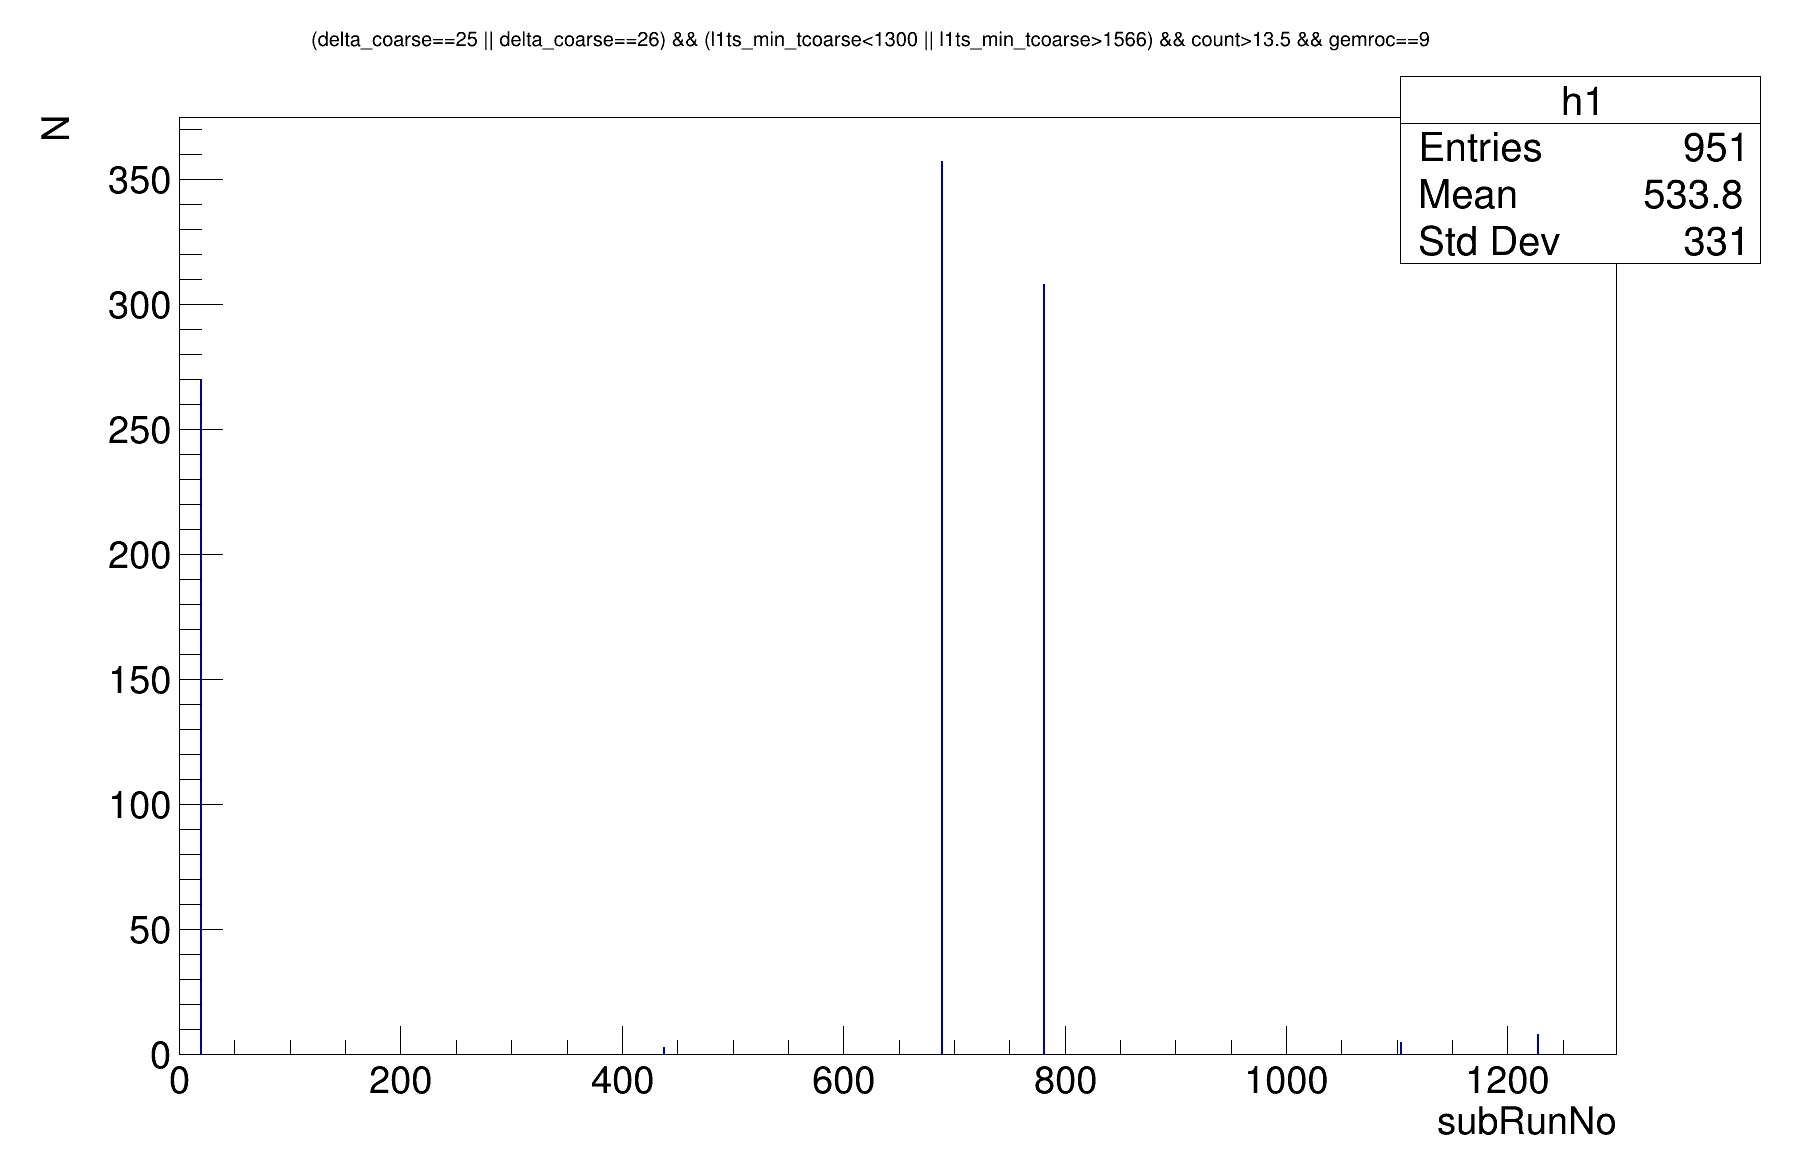 (delta_coarse==25 || delta_coarse==26) && (l1ts_min_tcoarse<1300 || l1ts_min_tcoarse>1566) && count>13.5 && gemroc==9
h1
Entries 951
Mean 533.8
Std Dev 331
N
350
300
250
200
150
100
50
0
0 200 400 600 800 1000 1200
subRunNo